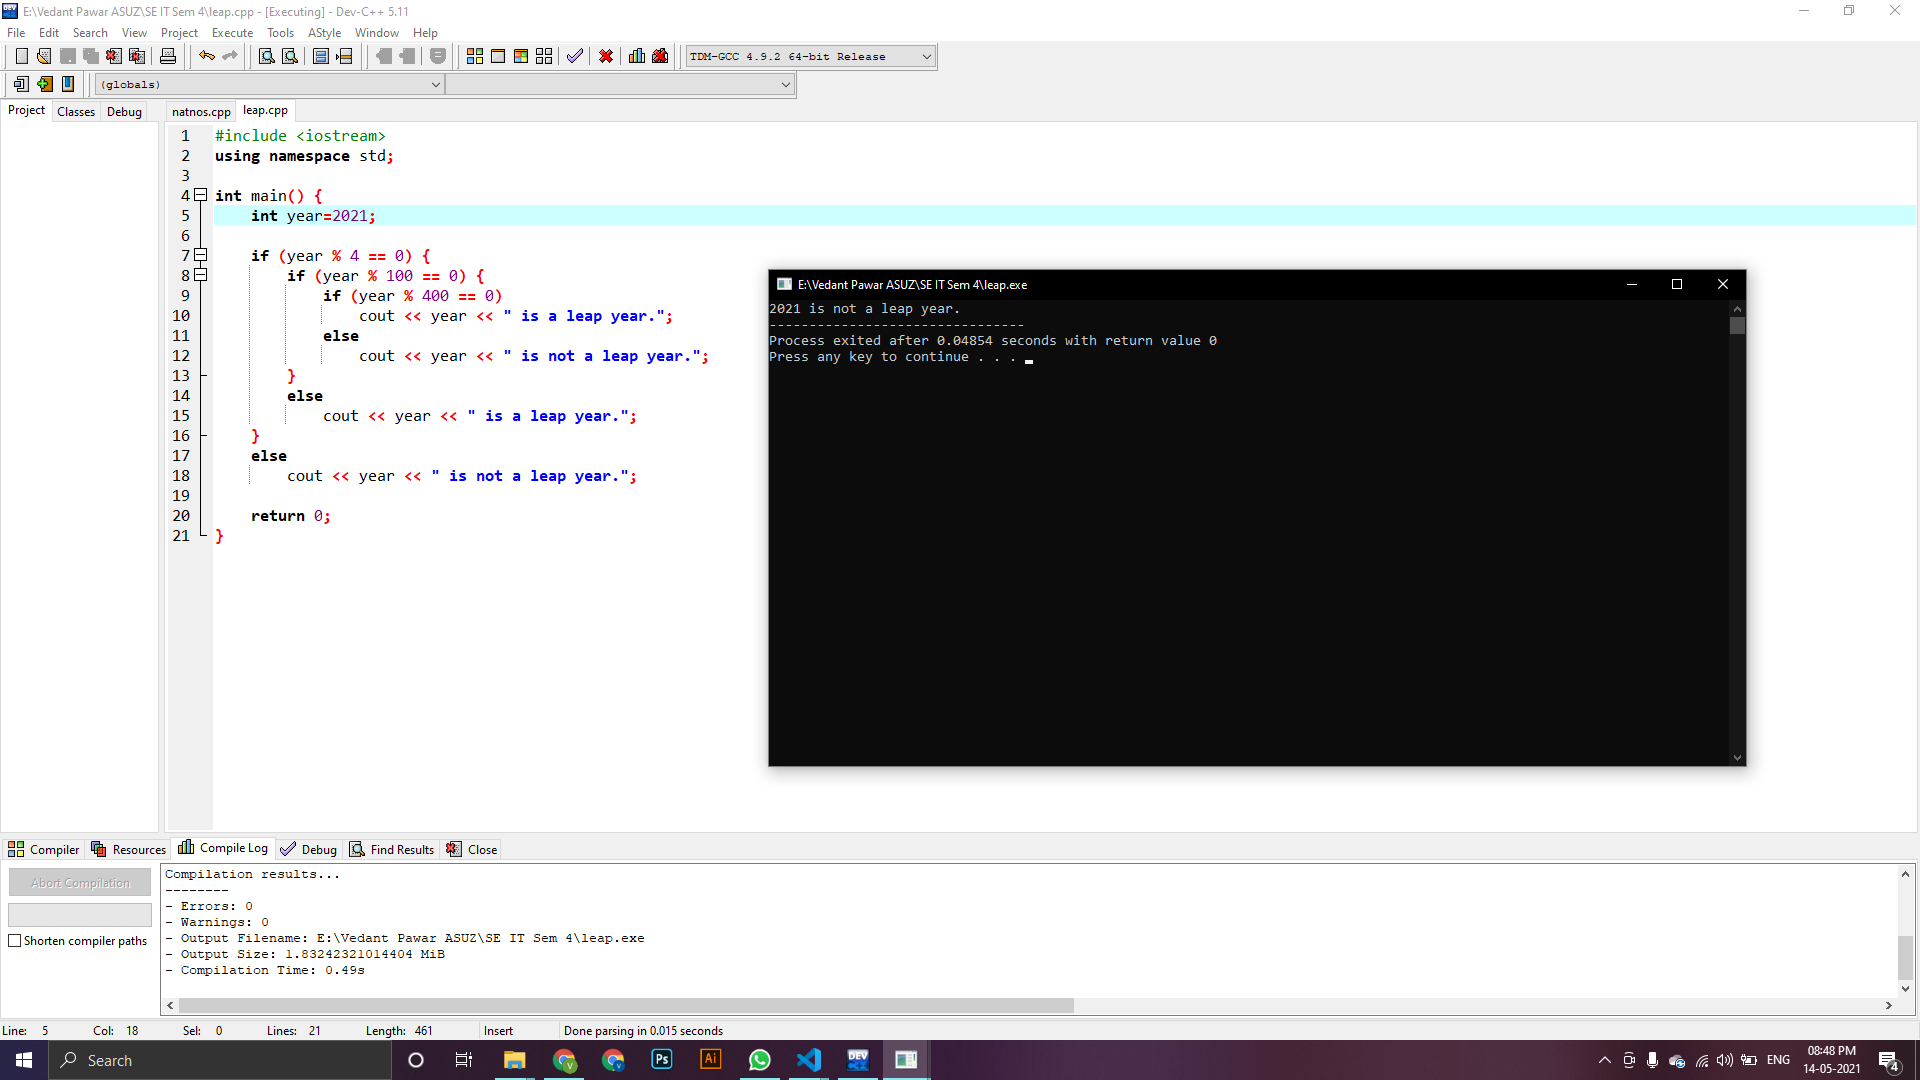 E:\Vedant Pawar ASUZ\SE IT Sem 4\leap.cpp - [Executing] - Dev-C++ 5.11
File Edit Search View Project Execute Tools AStyle Window Help
TDM-GCC 4.9.2 64-bit Release
(globals)
Project Classes Debug natnos.cpp leap.cpp
1 #include <iostream>
2 using namespace std;
3
4 int main() {
5 int year=2021;
6
7 if (year % 4 == 0) {
8 if (year % 100 == 0) {
9 if (year % 400 == 0)
10 cout << year << " is a leap year.";
11 else
12 cout << year << " is not a leap year.";
13 }
14 else
15 cout << year << " is a leap year.";
16 }
17 else
18 cout << year << " is not a leap year.";
19
20 return 0;
21 }
E:\Vedant Pawar ASUZ\SE IT Sem 4\leap.exe
2021 is not a leap year.
--------------------------------
Process exited after 0.04854 seconds with return value 0
Press any key to continue . . .
Compiler Resources Compile Log Debug Find Results Close
Abort Compilation
Shorten compiler paths
Compilation results...
--------
- Errors: 0
- Warnings: 0
- Output Filename: E:\Vedant Pawar ASUZ\SE IT Sem 4\leap.exe
- Output Size: 1.83242321014404 MiB
- Compilation Time: 0.49s
Line: 5 Col: 18 Sel: 0 Lines: 21 Length: 461 Insert Done parsing in 0.015 seconds
Search
Ps
Ai
DEV
ENG
08:48 PM
14-05-2021
4